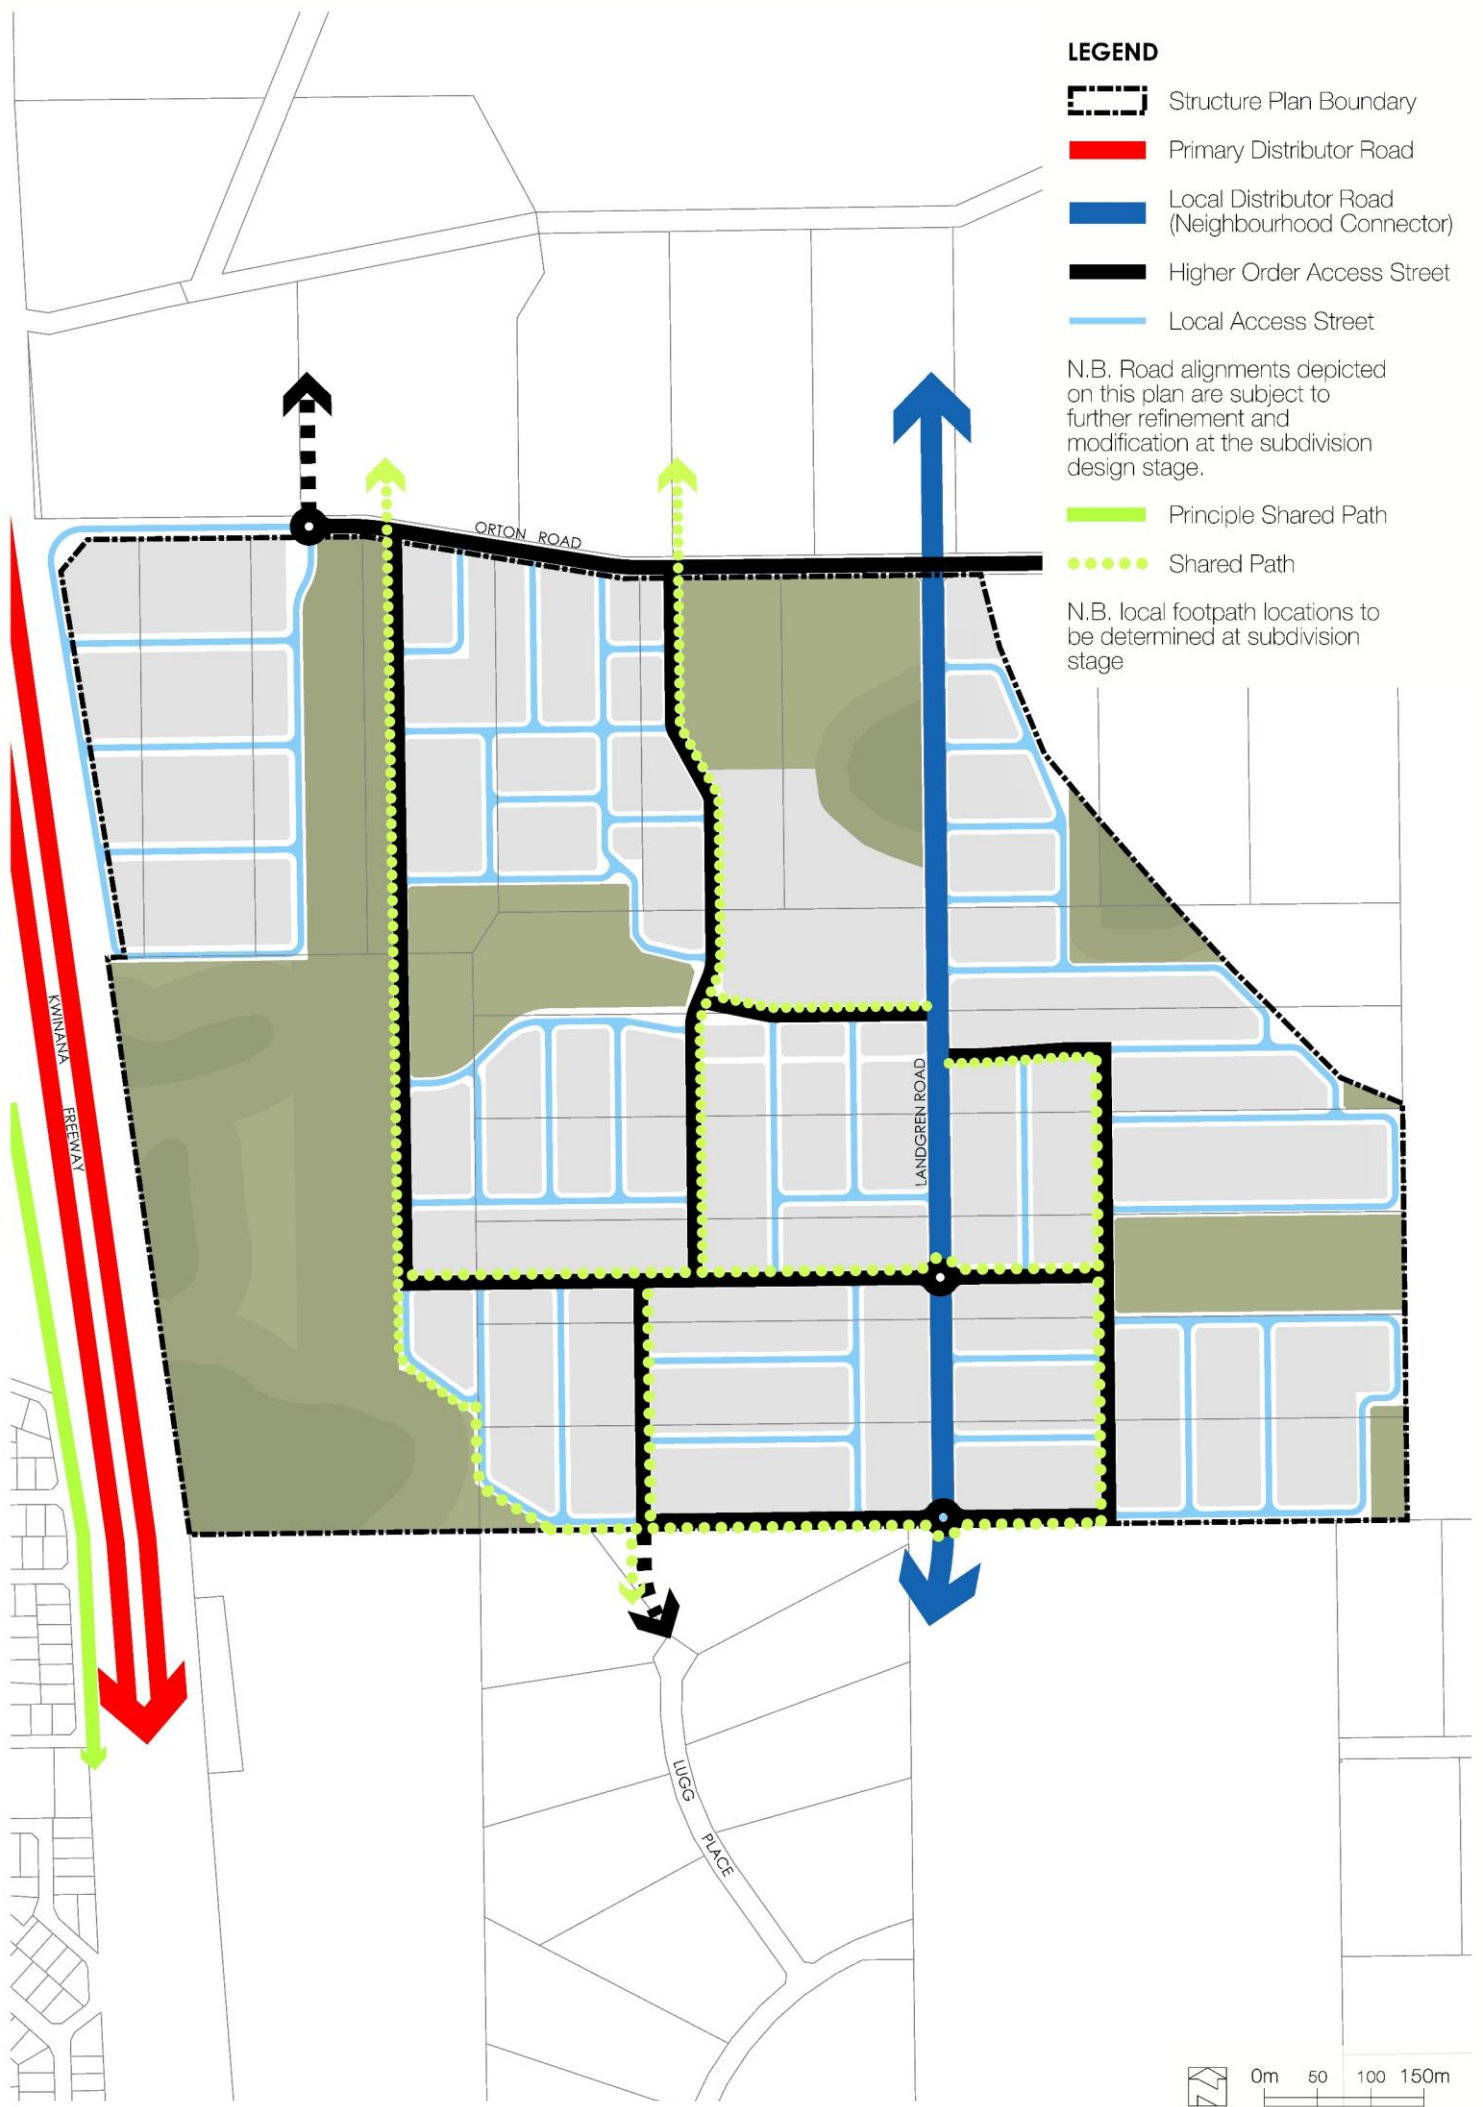 LEGEND
Structure Plan Boundary
Primary Distributor Road
Local Distributor Road
(Neighbourhood Connector)
Higher Order Access Street
Local Access Street
N.B. Road alignments depicted
on this plan are subject to
further refinement and
modification at the subdivision
design stage.
Principle Shared Path
Shared Path
N.B. local footpath locations to
be determined at subdivision
stage
ORTON ROAD
KWINANA FREEWAY
LANDGREN ROAD
LUGG PLACE
N
0m 50 100 150m